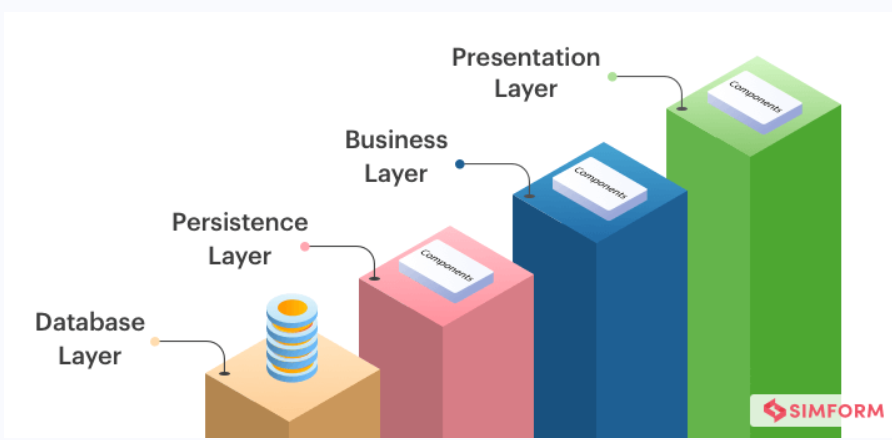 Presentation
Layer
Components
Business
Layer
Components
Persistence
Layer
Components
Database
Layer
SIMFORM